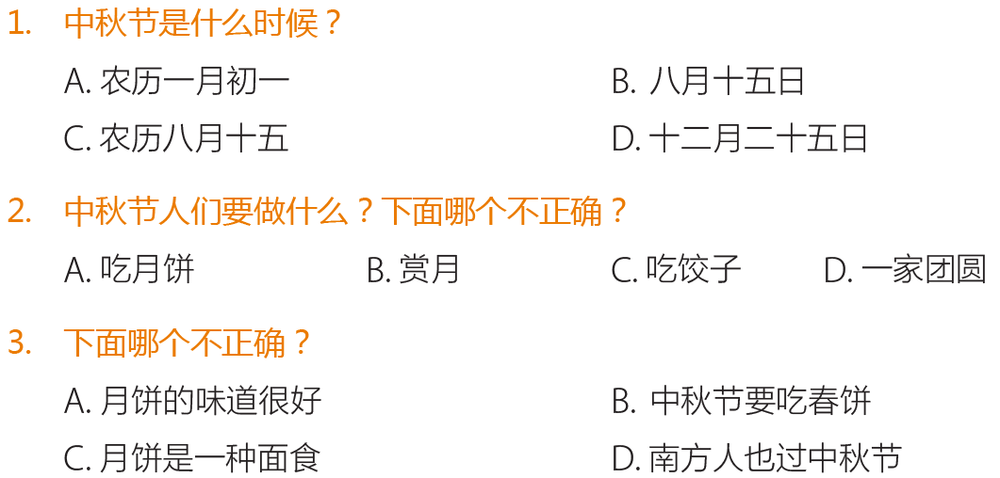 1. 中秋节是什么时候？
A. 农历一月初一 B. 八月十五日
C. 农历八月十五 D. 十二月二十五日
2. 中秋节人们要做什么？下面哪个不正确？
A. 吃月饼 B. 赏月 C. 吃饺子 D. 一家团圆
3. 下面哪个不正确？
A. 月饼的味道很好 B. 中秋节要吃春饼
C. 月饼是一种面食 D. 南方人也过中秋节